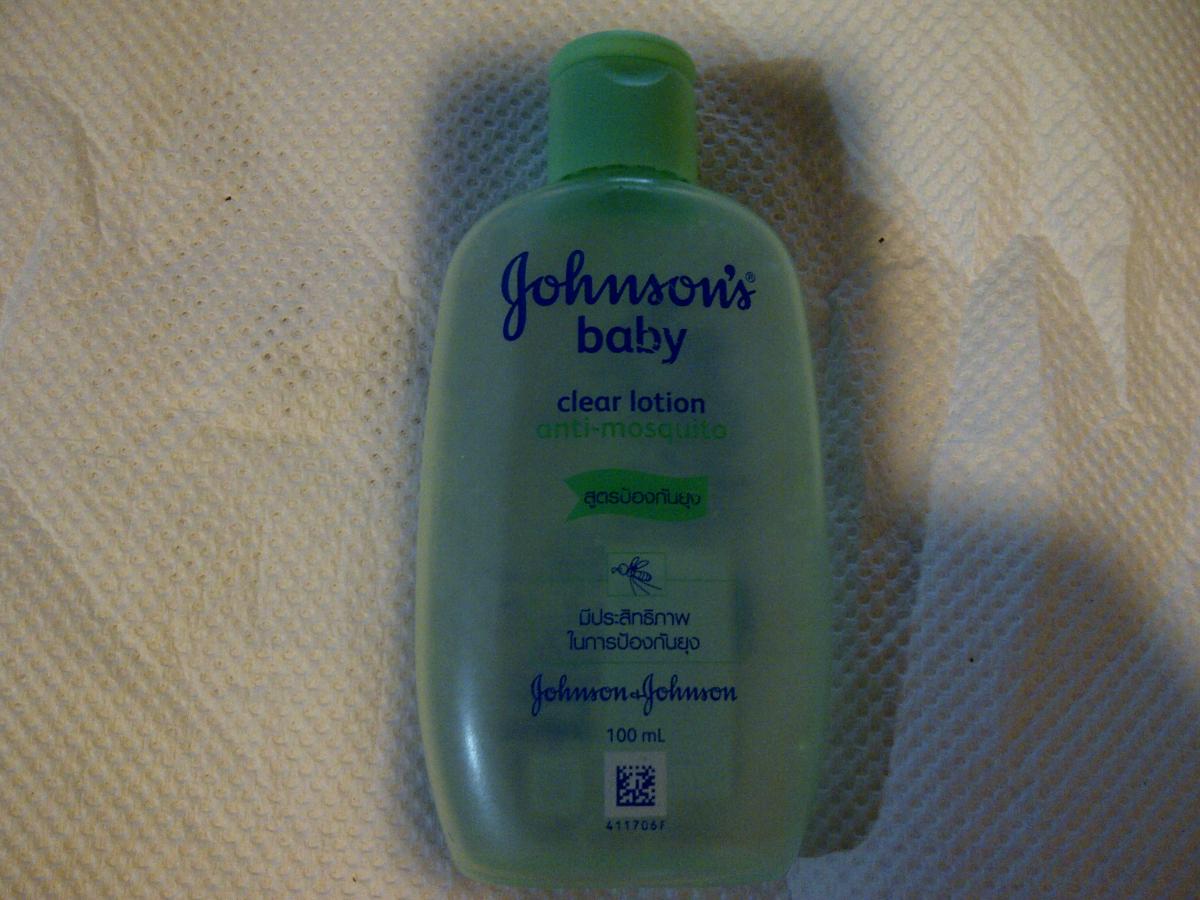 Johnson's®
baby
clear lotion
anti-mosquito
สูตรป้องกันยุง
มีประสิทธิภาพ
ในการป้องกันยุง
Johnson & Johnson
100 mL
411706F